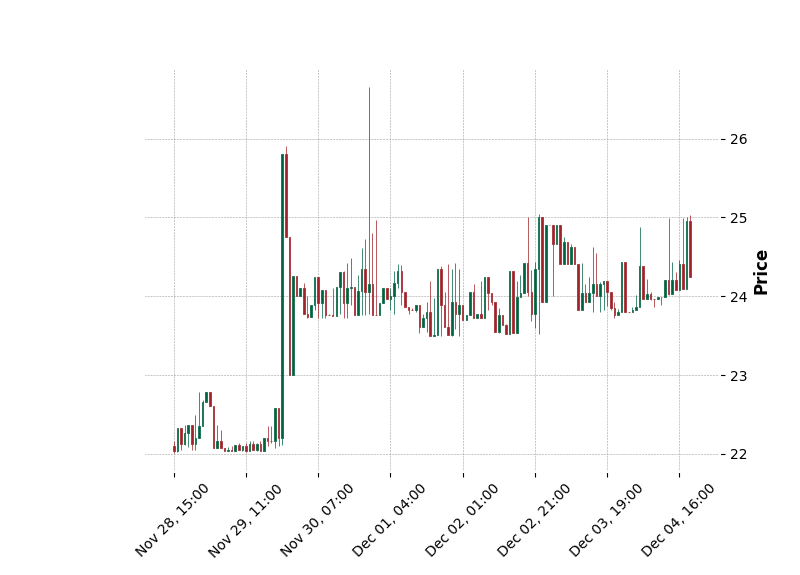 26
25
24
23
22
Price
Nov 28, 15:00
Nov 29, 11:00
Nov 30, 07:00
Dec 01, 04:00
Dec 02, 01:00
Dec 02, 21:00
Dec 03, 19:00
Dec 04, 16:00